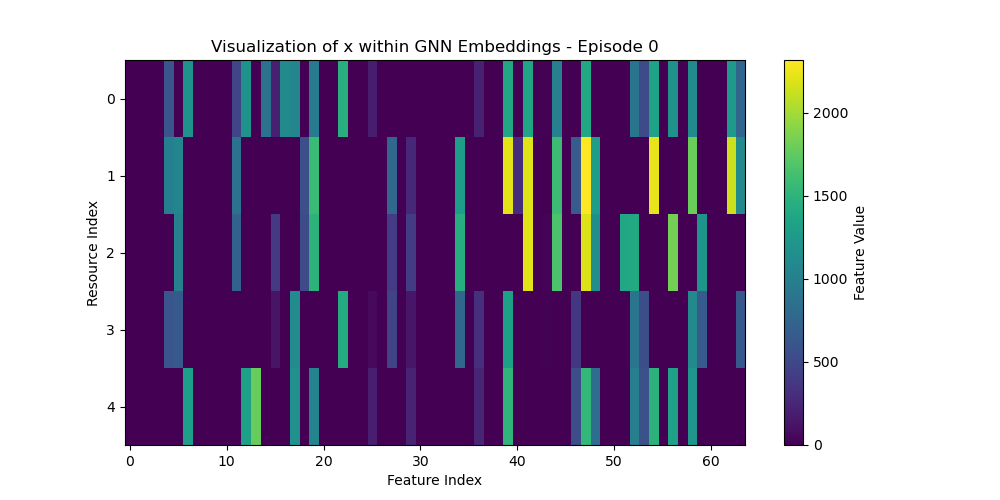 Visualization of x within GNN Embeddings - Episode 0
Resource Index
0
1
2
3
4
0 10 20 30 40 50 60
Feature Index
2000
1500
1000
500
0
Feature Value